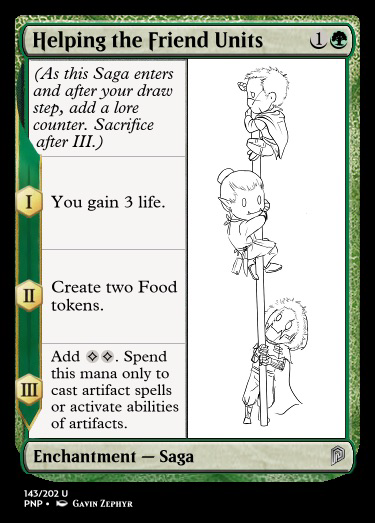 Helping the Friend Units 1
(As this Saga enters
and after your draw
step, add a lore
counter. Sacrifice
after III.)
I
You gain 3 life.
II
Create two Food
tokens.
III
Add . Spend
this mana only to
cast artifact spells
or activate abilities
of artifacts.
Enchantment — Saga
143/202 U
PNP • Gavin Zephyr